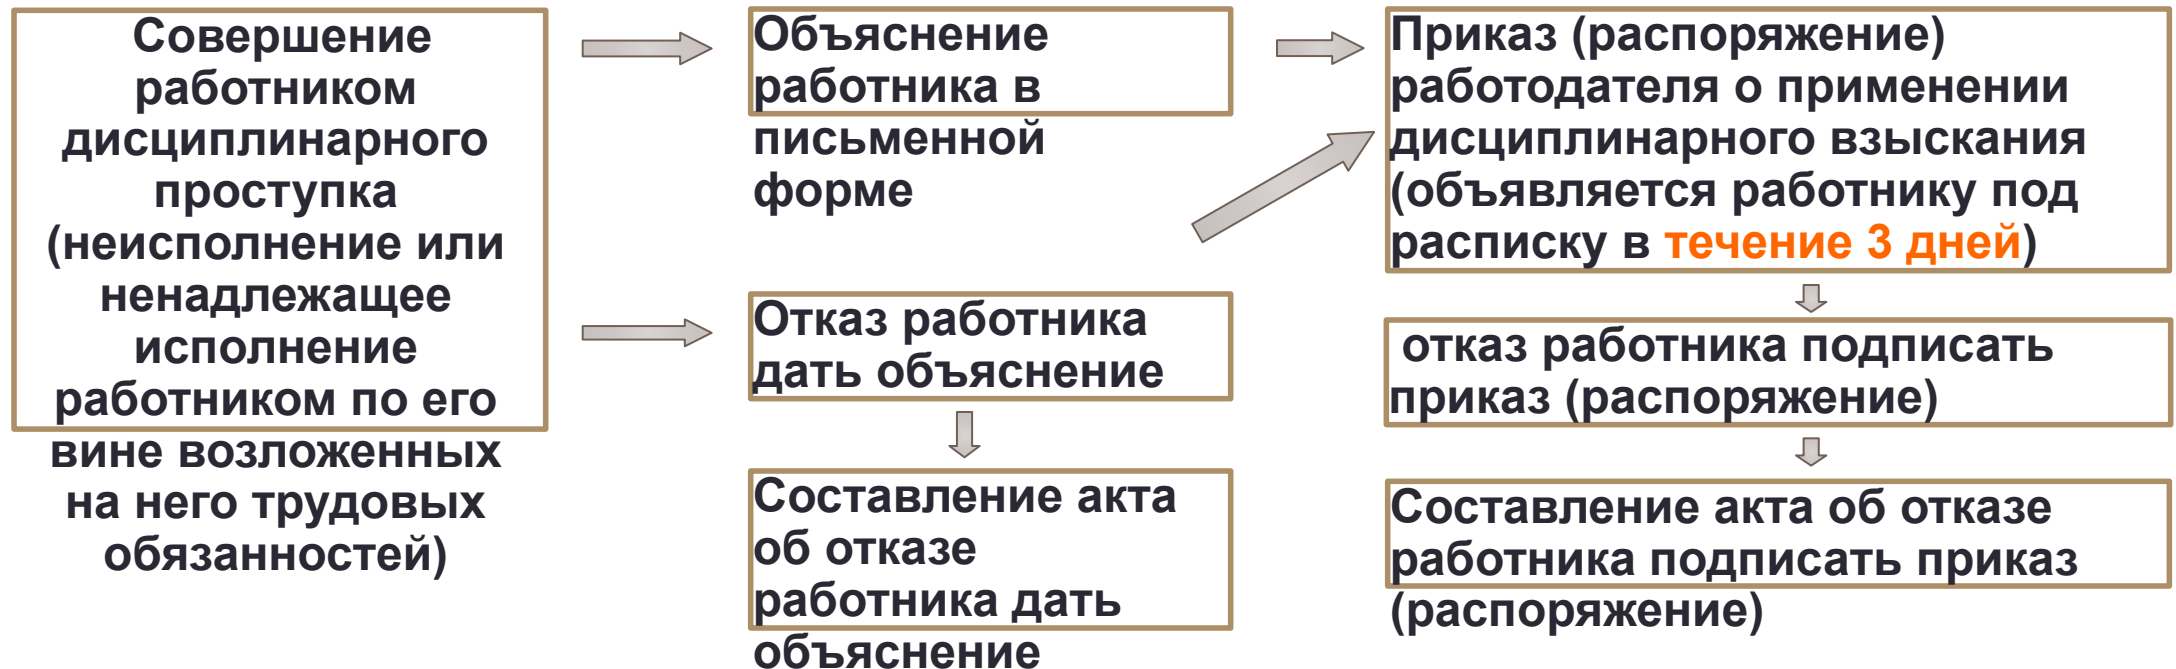 Совершение
работником
дисциплинарного
проступка
(неисполнение или
ненадлежащее
исполнение
работником по его
вине возложенных
на него трудовых
обязанностей)
Объяснение
работника в
письменной
форме
Отказ работника
дать объяснение
Составление акта
об отказе
работника дать
объяснение
Приказ (распоряжение)
работодателя о применении
дисциплинарного взыскания
(объявляется работнику под
расписку в течение 3 дней)
отказ работника подписать
приказ (распоряжение)
Составление акта об отказе
работника подписать приказ
(распоряжение)